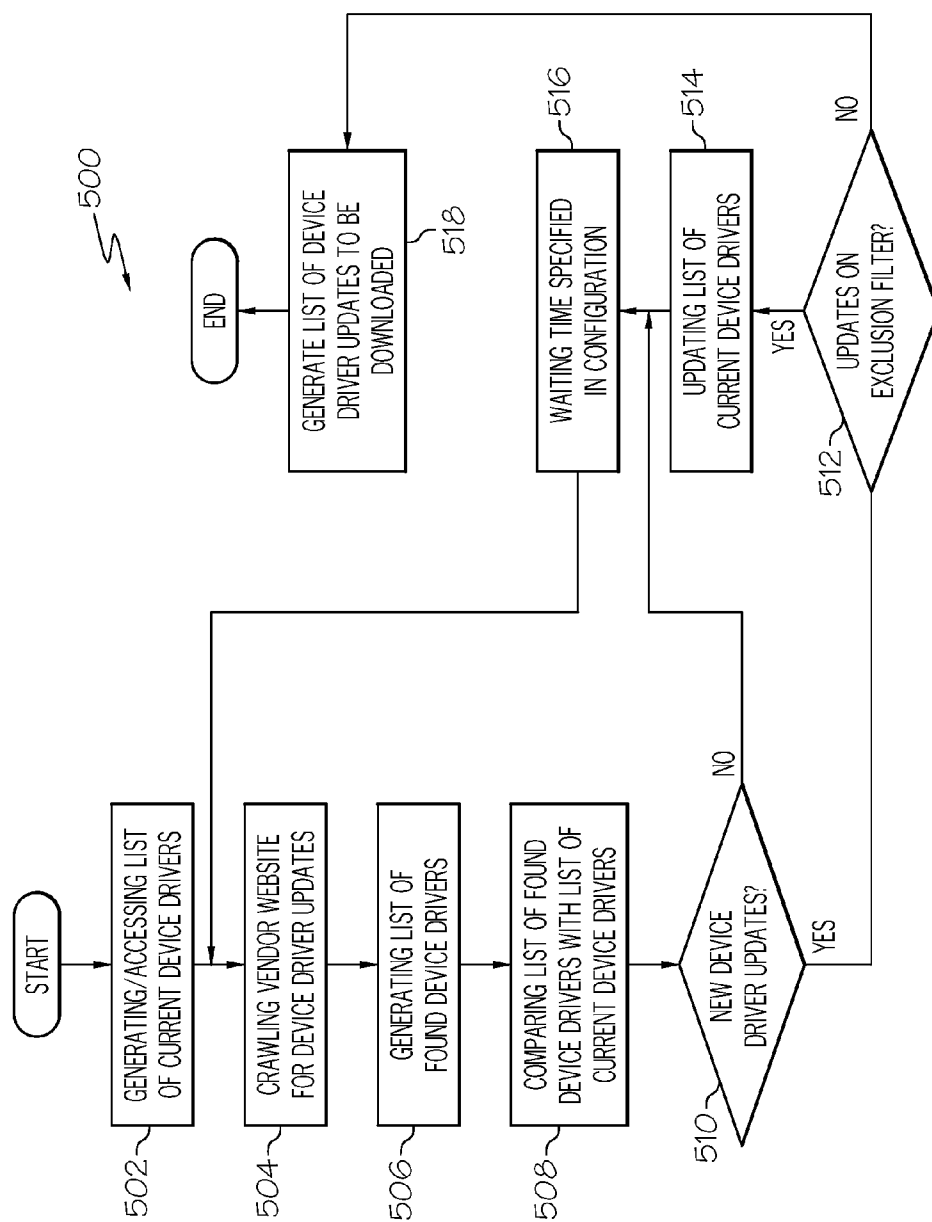 500
START
GENERATING/ACCESSING LIST
OF CURRENT DEVICE DRIVERS
502
CRAWLING VENDOR WEBSITE
FOR DEVICE DRIVER UPDATES
504
GENERATING LIST OF
FOUND DEVICE DRIVERS
506
COMPARING LIST OF FOUND
DEVICE DRIVERS WITH LIST OF
CURRENT DEVICE DRIVERS
508
NEW DEVICE
DRIVER UPDATES?
510
NO
YES
END
GENERATE LIST OF DEVICE
DRIVER UPDATES TO BE
DOWNLOADED
518
WAITING TIME SPECIFIED
IN CONFIGURATION
516
UPDATING LIST OF
CURRENT DEVICE DRIVERS
514
YES
UPDATES ON
EXCLUSION FILTER?
512
NO